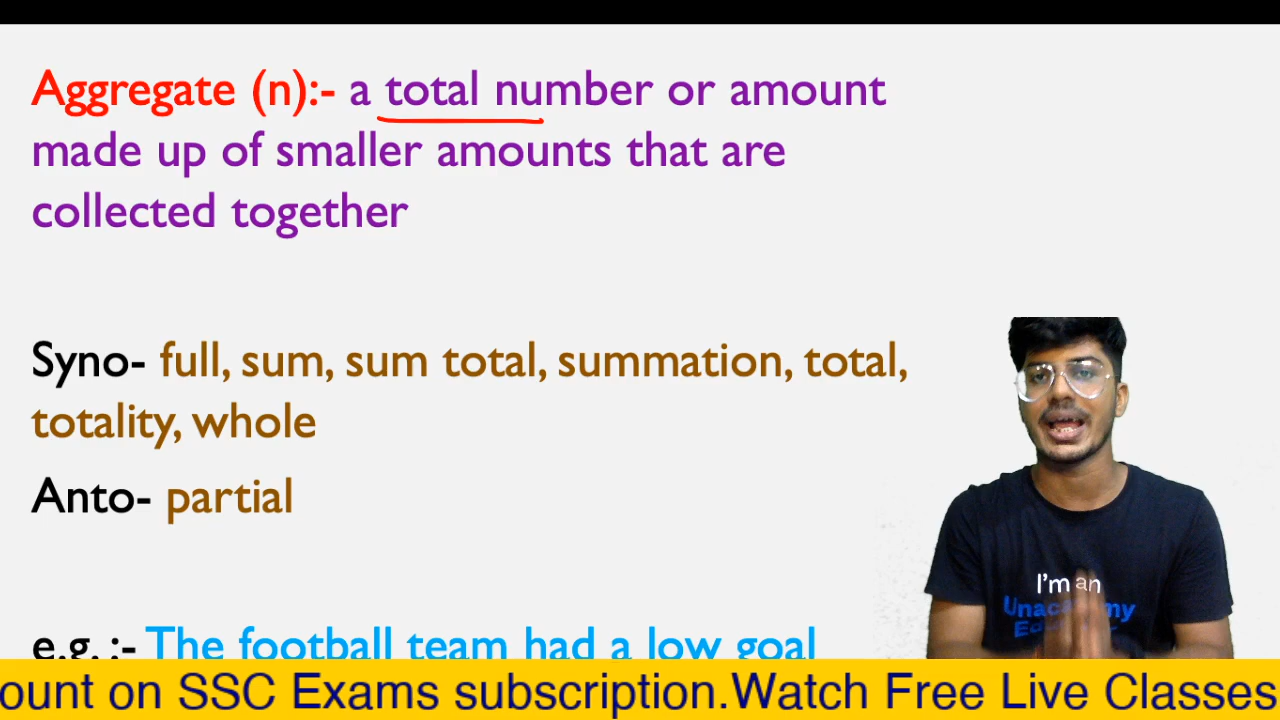 Aggregate (n):- a total number or amount
made up of smaller amounts that are
collected together
Syno- full, sum, sum total, summation, total,
totality, whole
Anto- partial
I'm an
Unacademy
e.g. :- The football team had a low goal
ount on SSC Exams subscription.Watch Free Live Classes